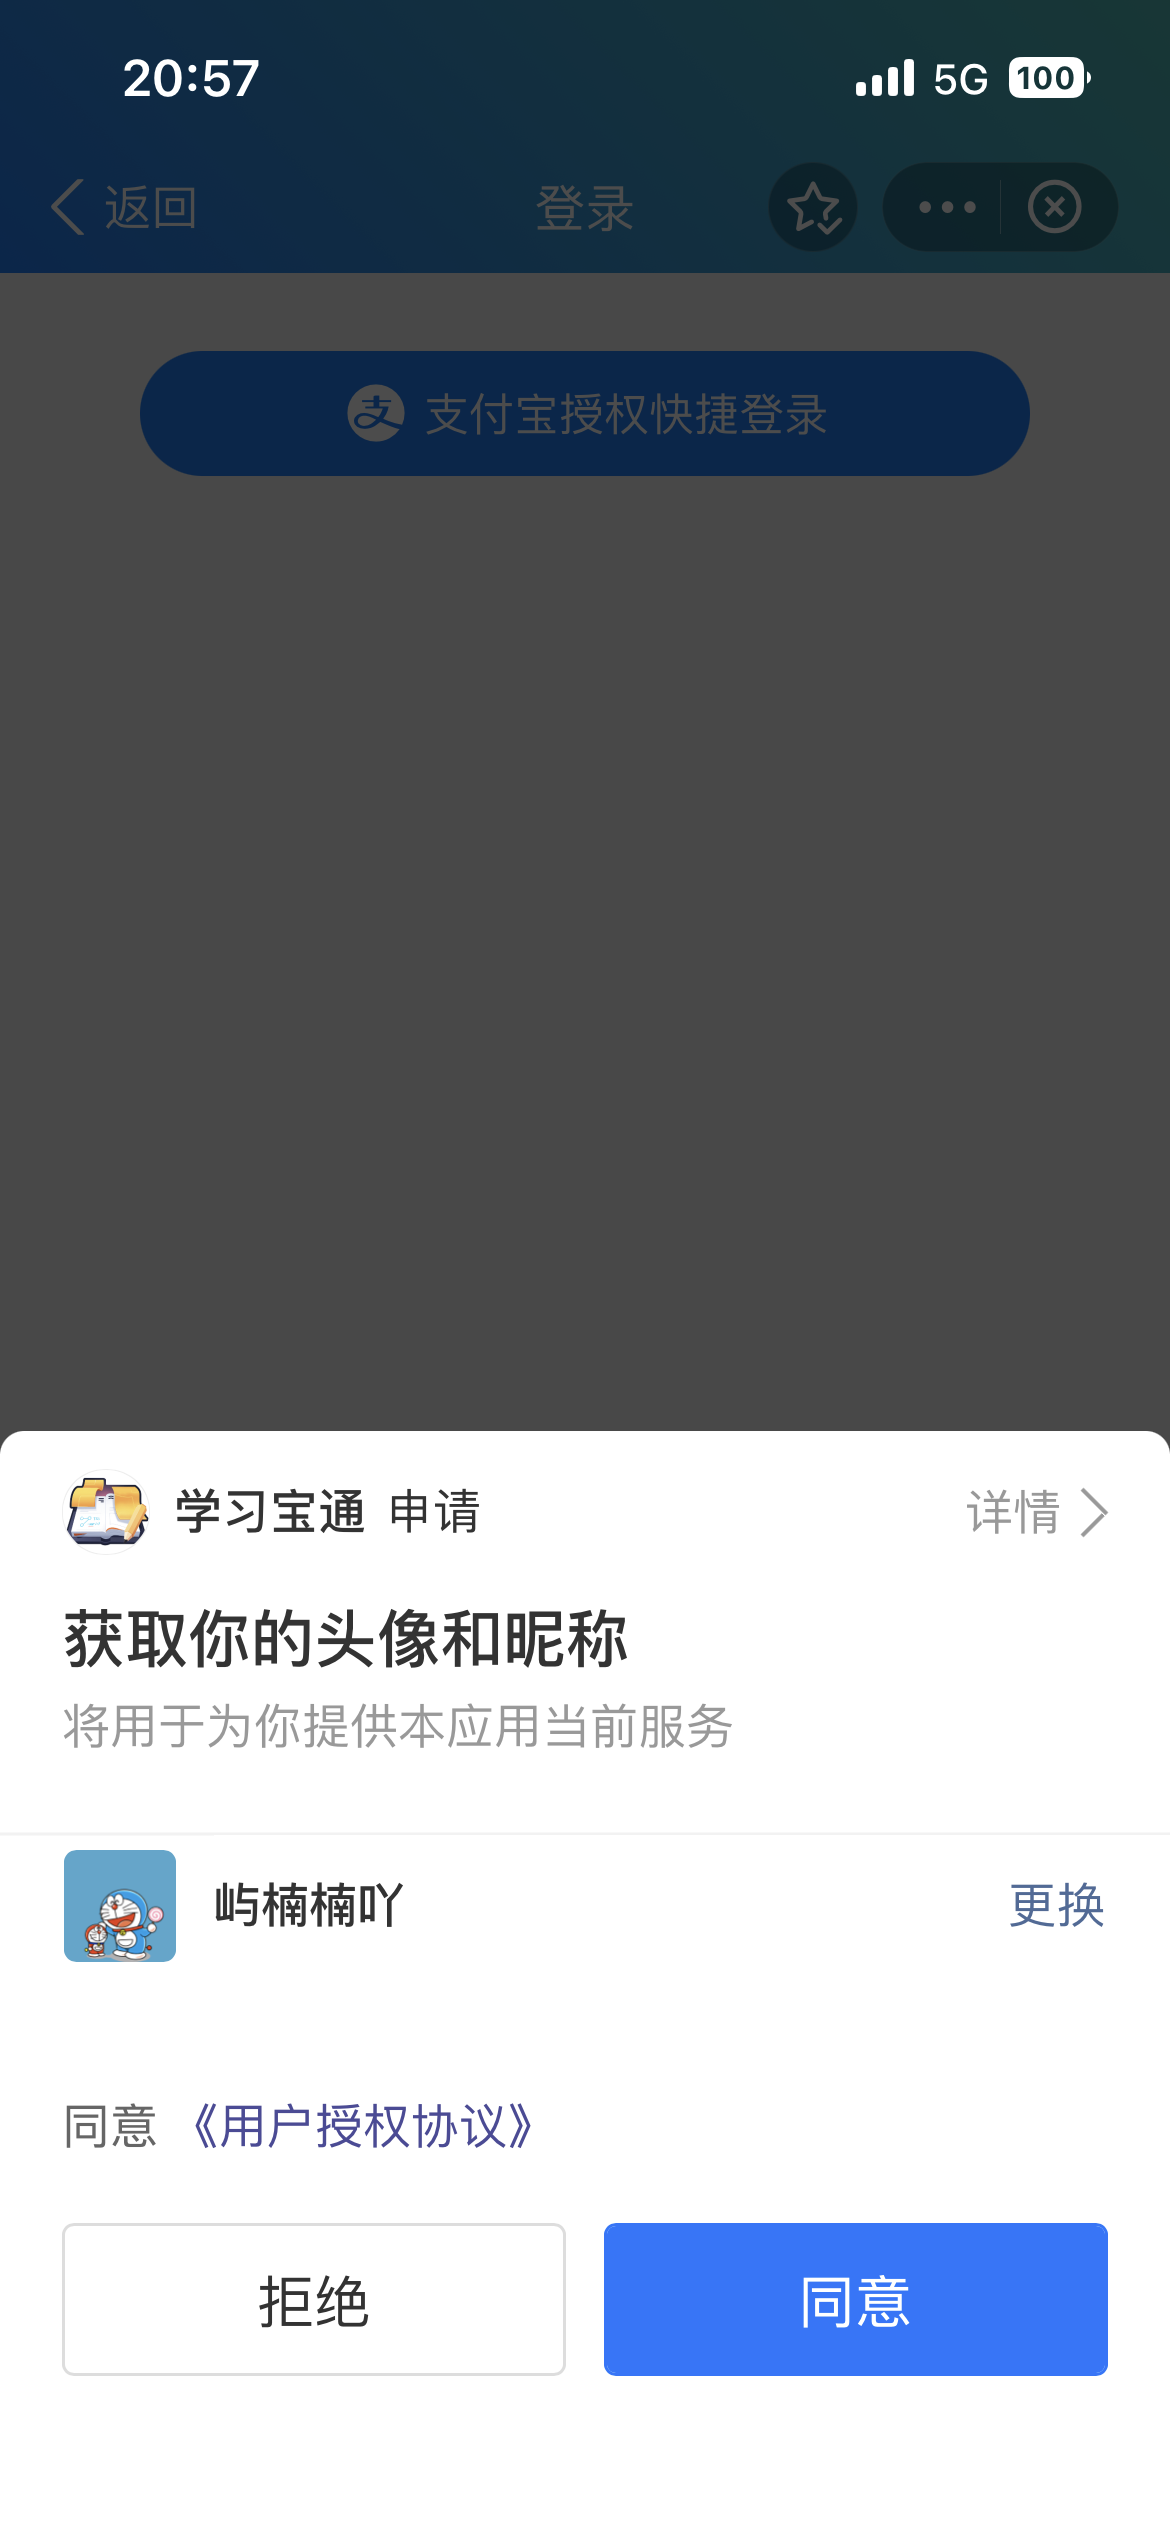 20:57
5G
100
返回
登录
支付宝授权快捷登录
学习宝通 申请
详情
获取你的头像和昵称
将用于为你提供本应用当前服务
屿楠楠吖
更换
同意 《用户授权协议》
拒绝
同意